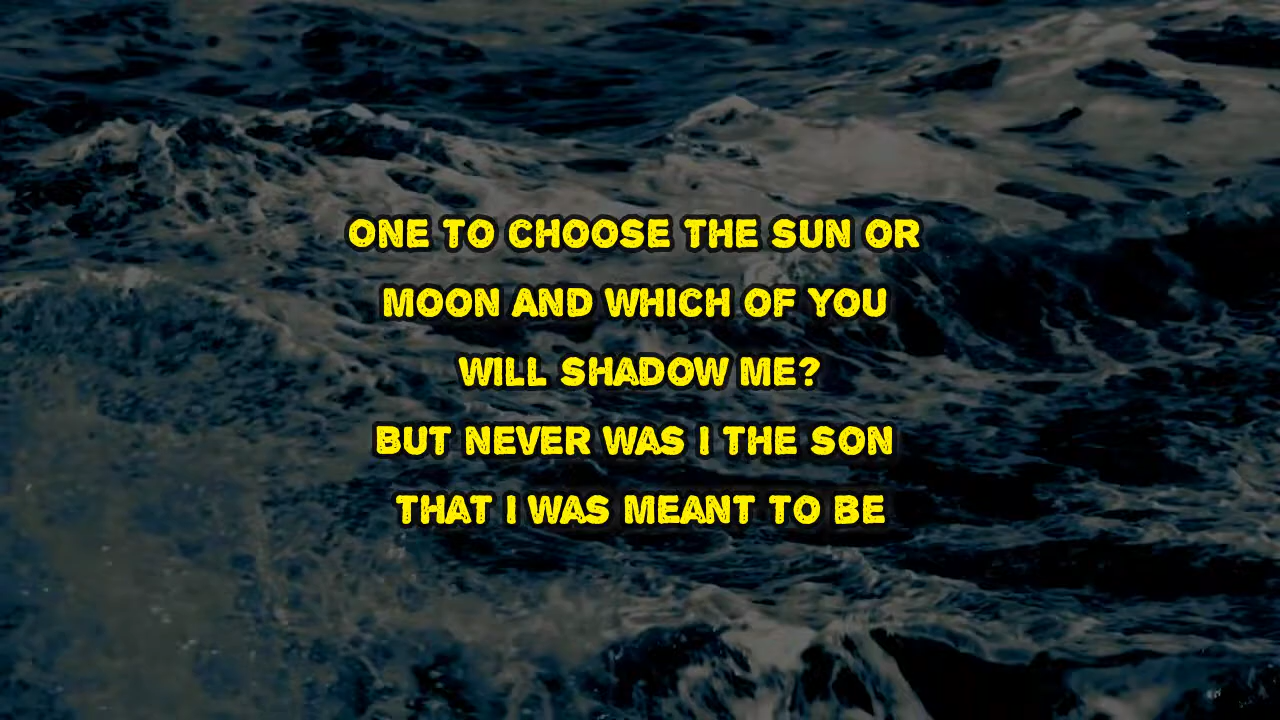 ONE TO CHOOSE THE SUN OR
MOON AND WHICH OF YOU
WILL SHADOW ME?
BUT NEVER WAS I THE SON
THAT I WAS MEANT TO BE